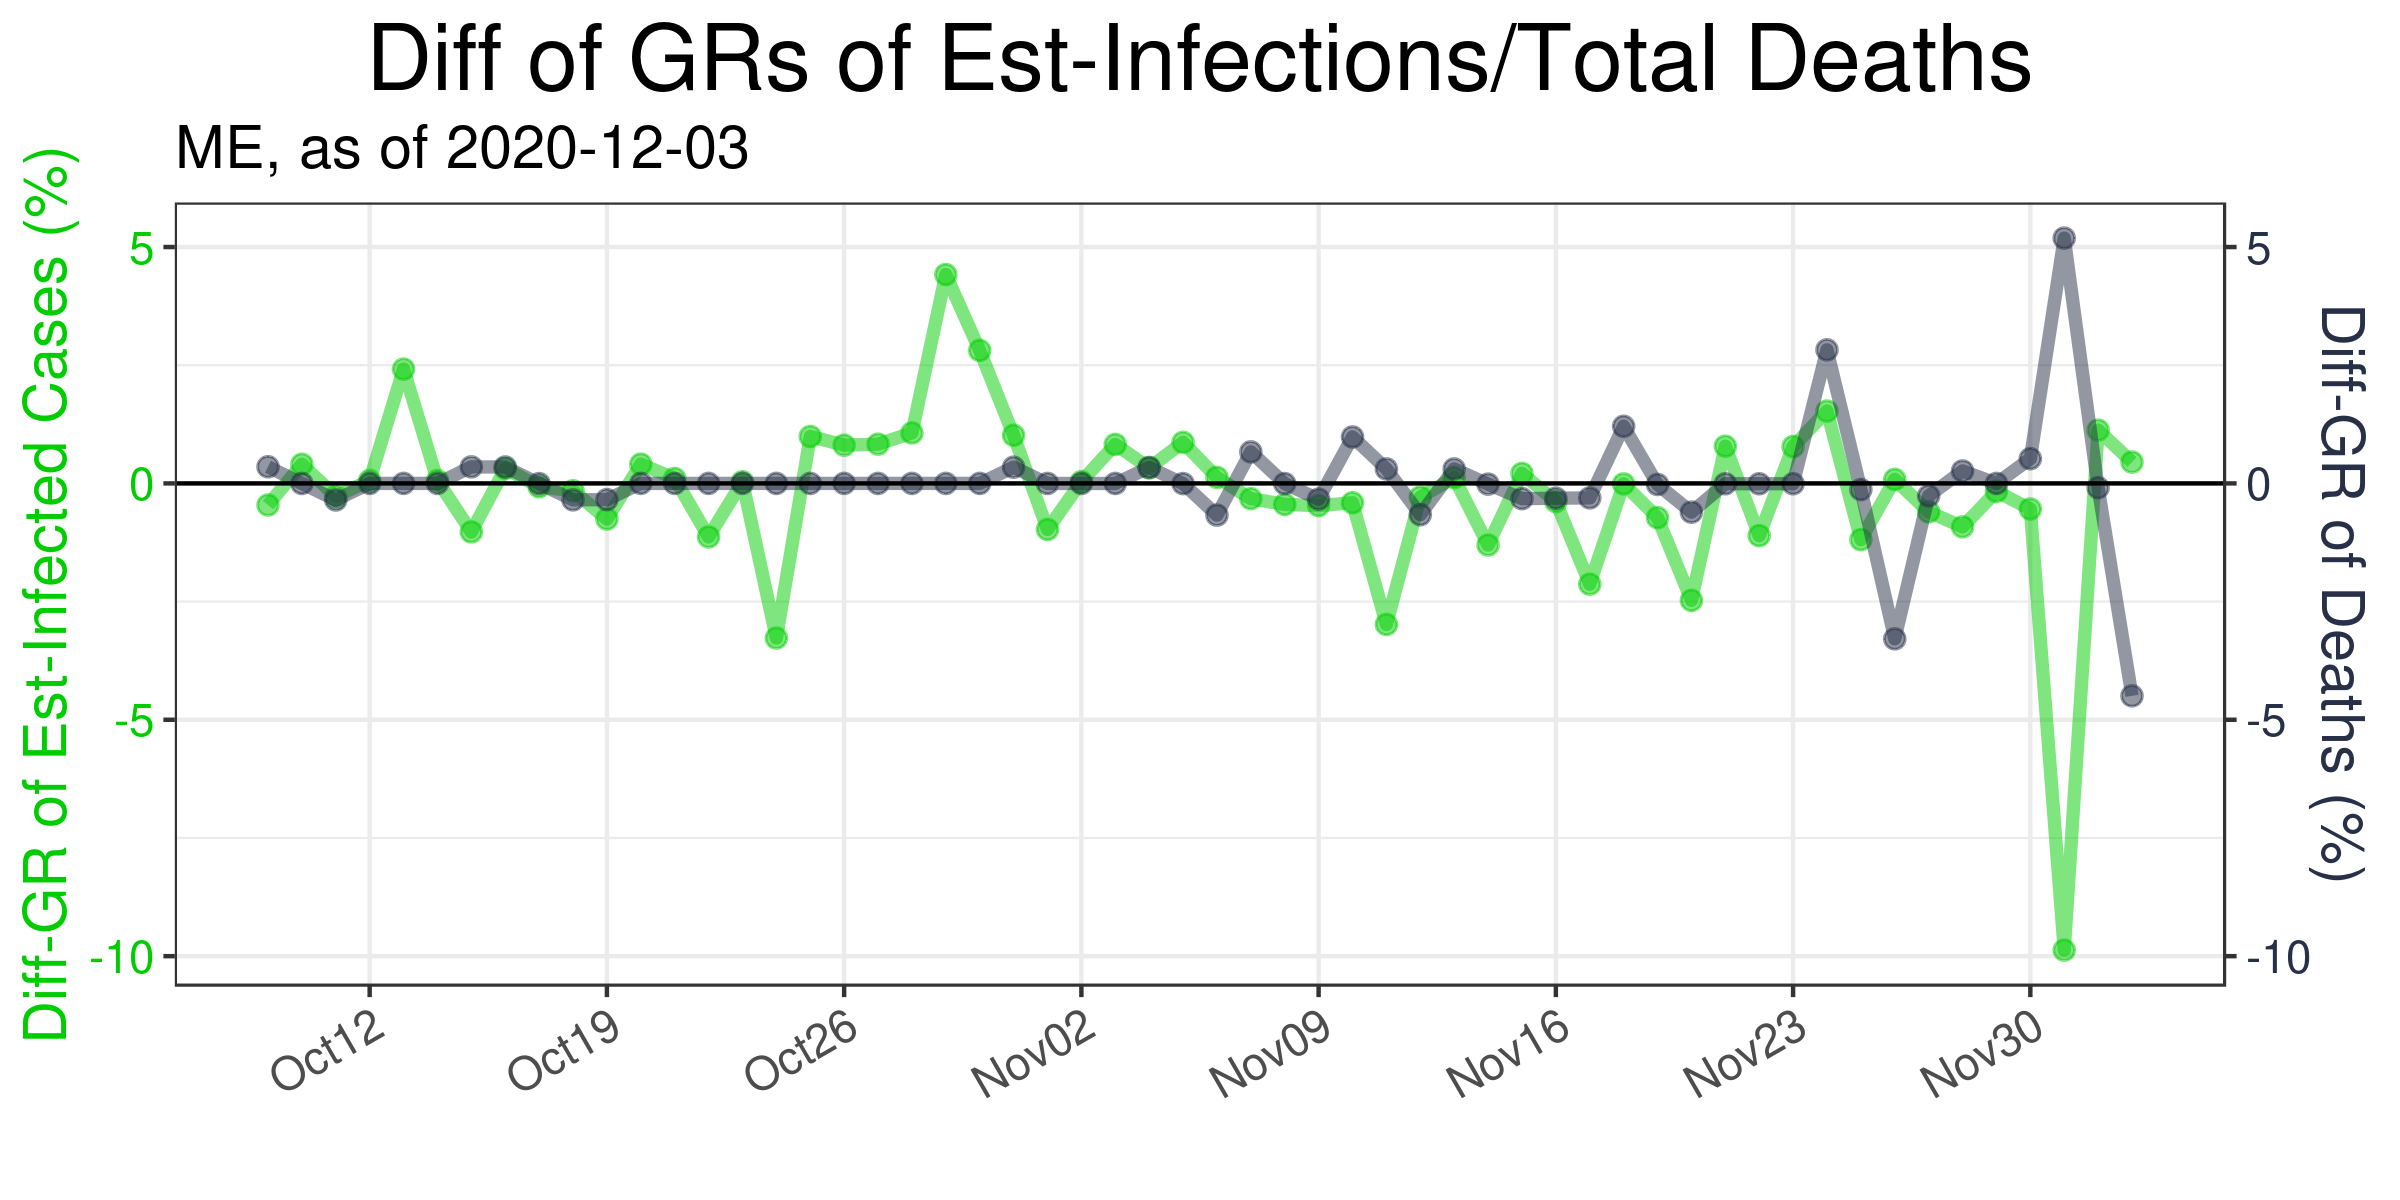 Diff of GRs of Est-Infections/Total Deaths
ME, as of 2020-12-03
Diff-GR of Est-Infected Cases (%)
5
0
-5
-10
5
0
-5
-10
Diff-GR of Deaths (%)
Oct12
Oct19
Oct26
Nov02
Nov09
Nov16
Nov23
Nov30